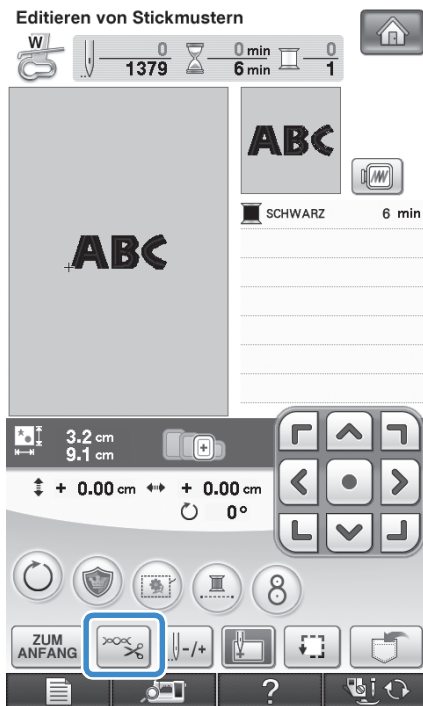 Editieren von Stickmustern
W
0
1379
0 min
6 min
0
1
ABC
ABC
SCHWARZ 6 min
3.2 cm
9.1 cm
+ 0.00 cm + 0.00 cm
0°
8
ZUM
ANFANG
-/+
?